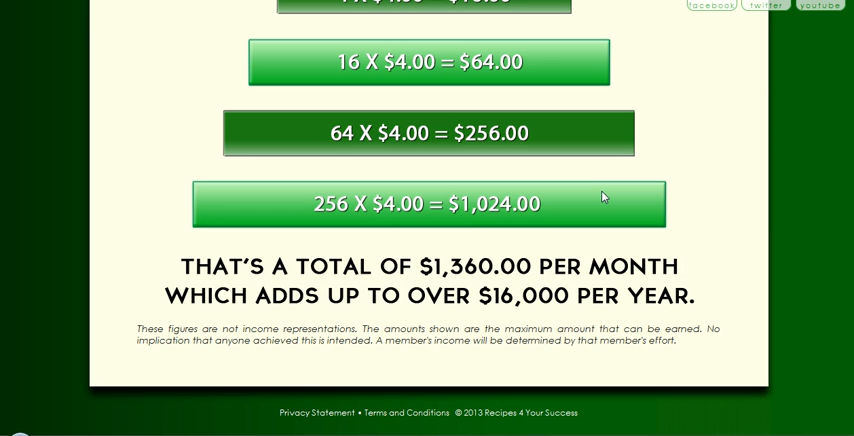 facebook twitter youtube
16 X $4.00 = $64.00
64 X $4.00 = $256.00
256 X $4.00 = $1,024.00
THAT'S A TOTAL OF $1,360.00 PER MONTH
WHICH ADDS UP TO OVER $16,000 PER YEAR.
These figures are not income representations. The amounts shown are the maximum amount that can be earned. No
implication that anyone achieved this is intended. A member's income will be determined by that member's effort.
Privacy Statement • Terms and Conditions © 2013 Recipes 4 Your Success